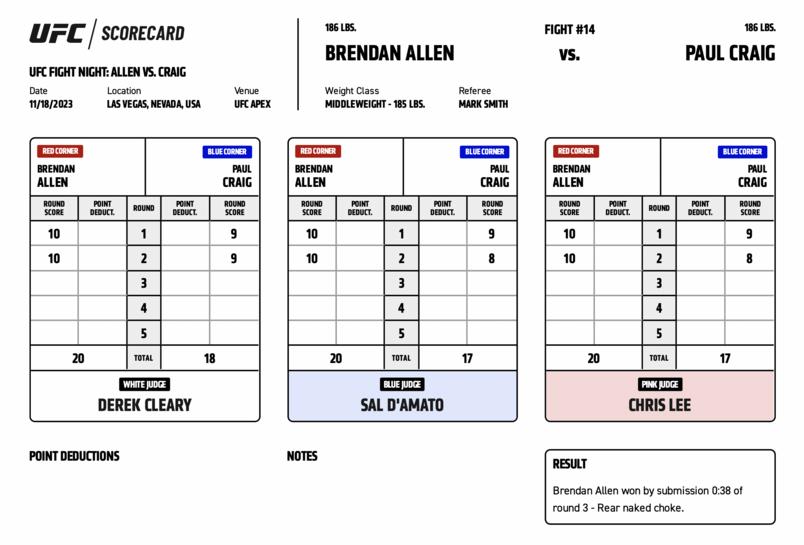 UFC / SCORECARD
UFC FIGHT NIGHT: ALLEN VS. CRAIG
Date Location Venue
11/18/2023 LAS VEGAS, NEVADA, USA UFC APEX
186 LBS. FIGHT #14 186 LBS.
BRENDAN ALLEN VS. PAUL CRAIG
Weight Class Referee
MIDDLEWEIGHT - 185 LBS. MARK SMITH
RED CORNER BLUE CORNER
BRENDAN PAUL
ALLEN CRAIG
ROUND POINT ROUND POINT ROUND
SCORE DEDUCT. DEDUCT. SCORE
10 1 9
10 2 9
3
4
5
20 TOTAL 18
WHITE JUDGE
DEREK CLEARY
RED CORNER BLUE CORNER
BRENDAN PAUL
ALLEN CRAIG
ROUND POINT ROUND POINT ROUND
SCORE DEDUCT. DEDUCT. SCORE
10 1 9
10 2 8
3
4
5
20 TOTAL 17
BLUE JUDGE
SAL D'AMATO
RED CORNER BLUE CORNER
BRENDAN PAUL
ALLEN CRAIG
ROUND POINT ROUND POINT ROUND
SCORE DEDUCT. DEDUCT. SCORE
10 1 9
10 2 8
3
4
5
20 TOTAL 17
PINK JUDGE
CHRIS LEE
POINT DEDUCTIONS
NOTES
RESULT
Brendan Allen won by submission 0:38 of
round 3 - Rear naked choke.